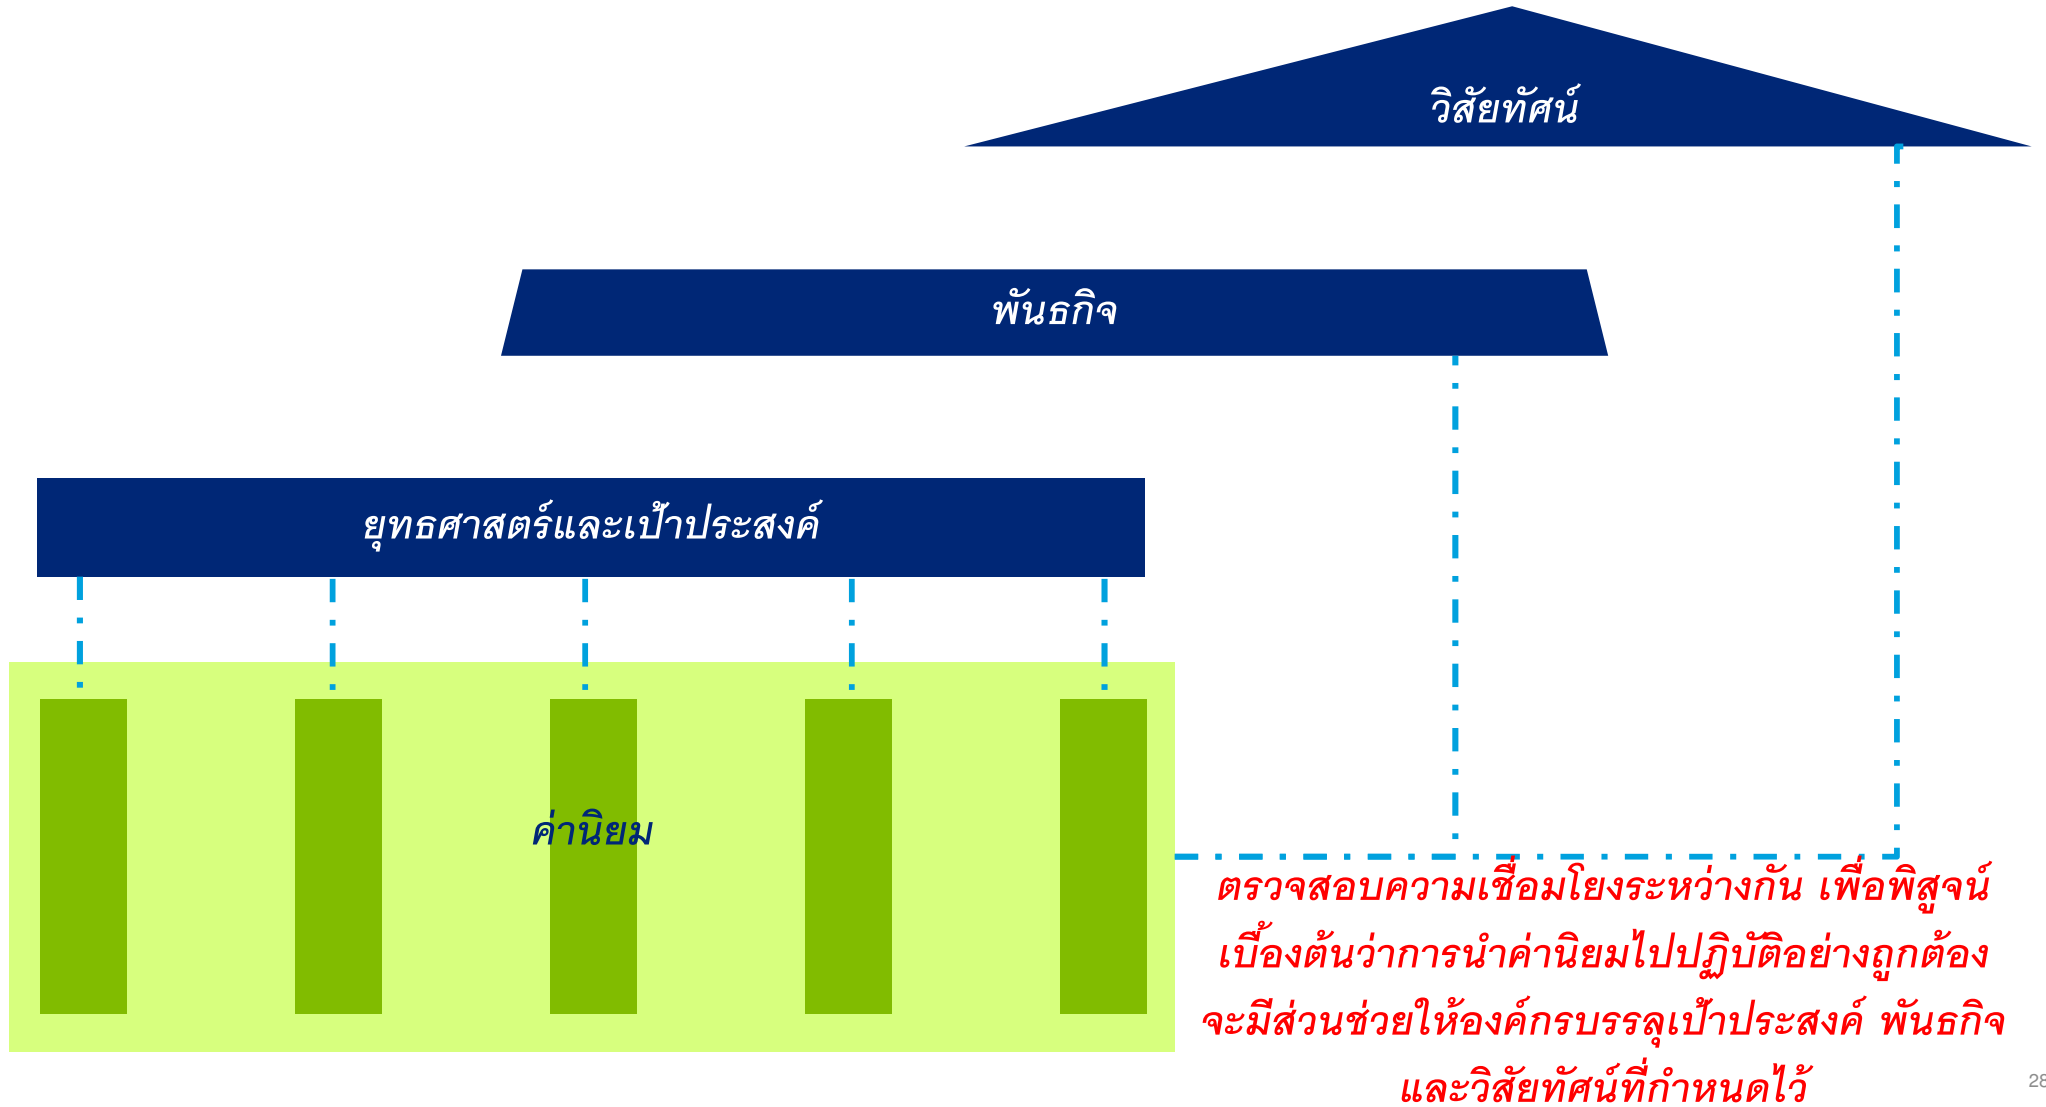 วิสัยทัศน์
พันธกิจ
ยุทธศาสตร์และเป้าประสงค์
ค่านิยม
ตรวจสอบความเชื่อมโยงระหว่างกัน เพื่อพิสูจน์
เบื้องต้นว่าการนำค่านิยมไปปฏิบัติอย่างถูกต้อง
จะมีส่วนช่วยให้องค์กรบรรลุเป้าประสงค์ พันธกิจ
และวิสัยทัศน์ที่กำหนดไว้
28